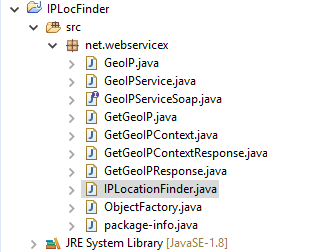 IPLocFinder
src
net.webservicex
GeoIP.java
GeoIPService.java
GeoIPServiceSoap.java
GetGeoIP.java
GetGeoIPContext.java
GetGeoIPContextResponse.java
GetGeoIPResponse.java
IPLocationFinder.java
ObjectFactory.java
package-info.java
JRE System Library [JavaSE-1.8]